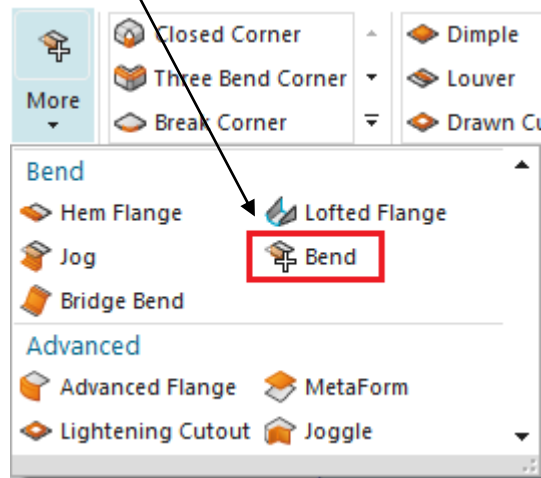 Closed Corner
Dimple
Three Bend Corner
Louver
More
Break Corner
Drawn Cu
Bend
Hem Flange
Lofted Flange
Jog
Bend
Bridge Bend
Advanced
Advanced Flange
MetaForm
Lightening Cutout
Joggle